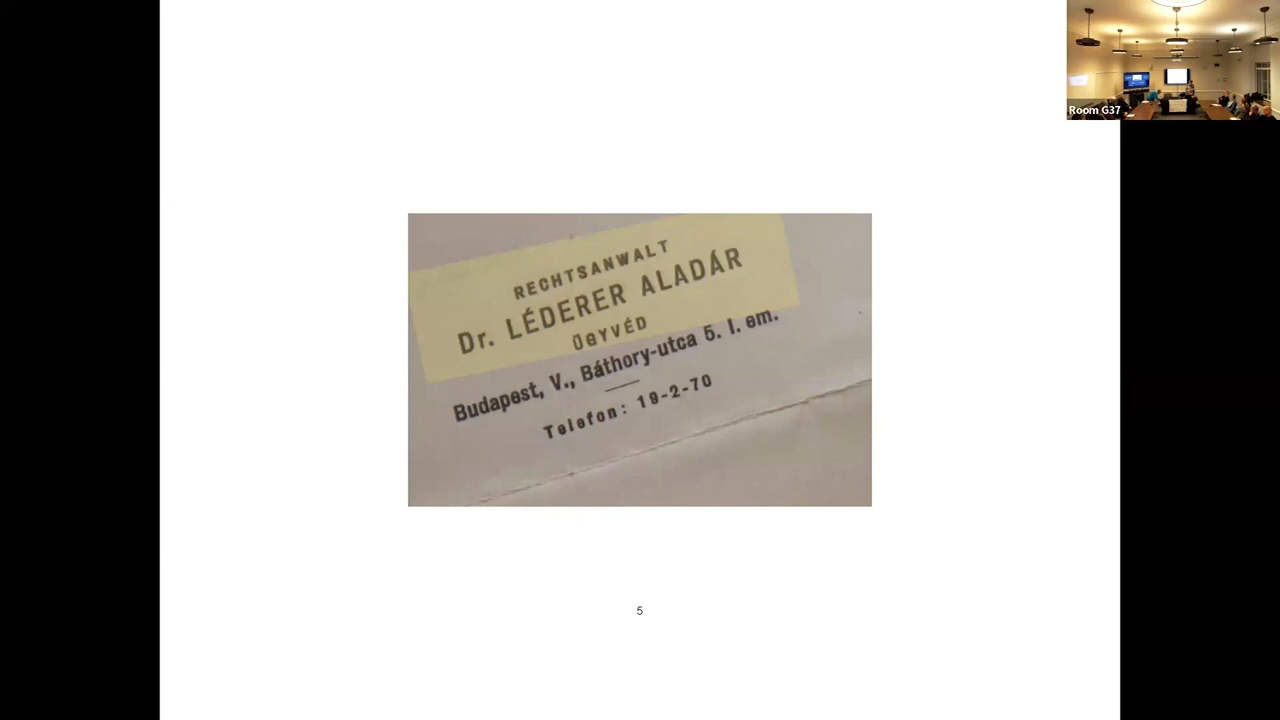 Room G37
RECHTSANWALT
Dr. LÉDERER ALADÁR
ÜGYVÉD
Budapest, V., Báthory-utca 5. I. em.
Telefon: 19-2-70
5